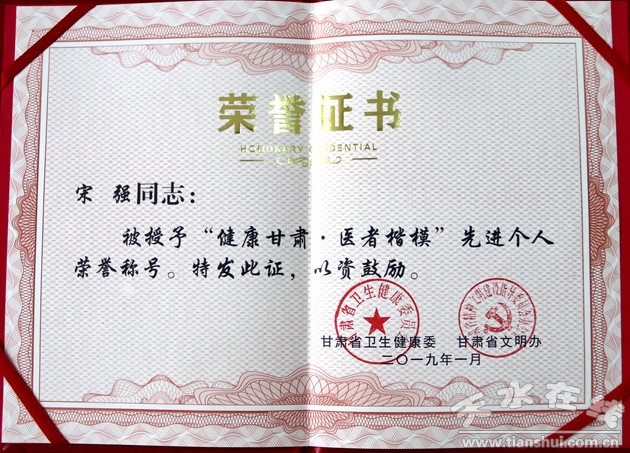 荣誉证书
HONORARY CREDENTIAL
宋 强同志：
被授予“健康甘肃·医者楷模”先进个人
荣誉称号。特发此证，以资鼓励。
甘肃省卫生健康委员会
甘肃省卫生健康委 甘肃省文明办
二〇一九年一月
天水在线
www.tianshui.com.cn